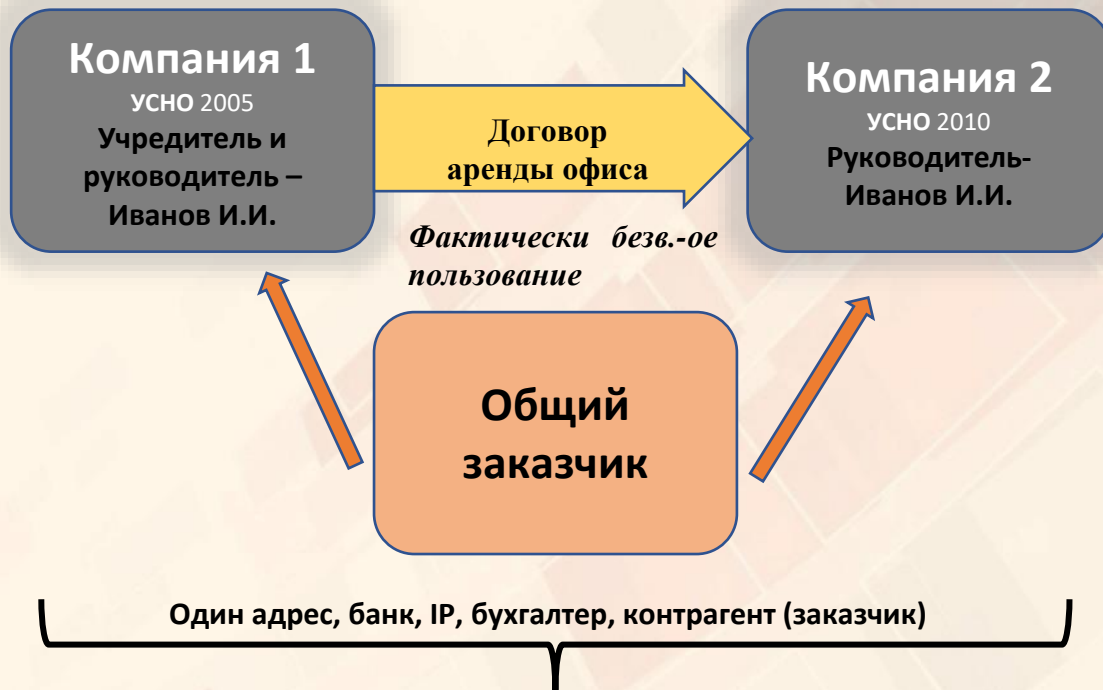 Компания 1
УСНО 2005
Учредитель и
руководитель –
Иванов И.И.
Договор
аренды офиса
Компания 2
УСНО 2010
Руководитель-
Иванов И.И.
Фактически безв.-ое
пользование
Общий
заказчик
Один адрес, банк, IP, бухгалтер, контрагент (заказчик)